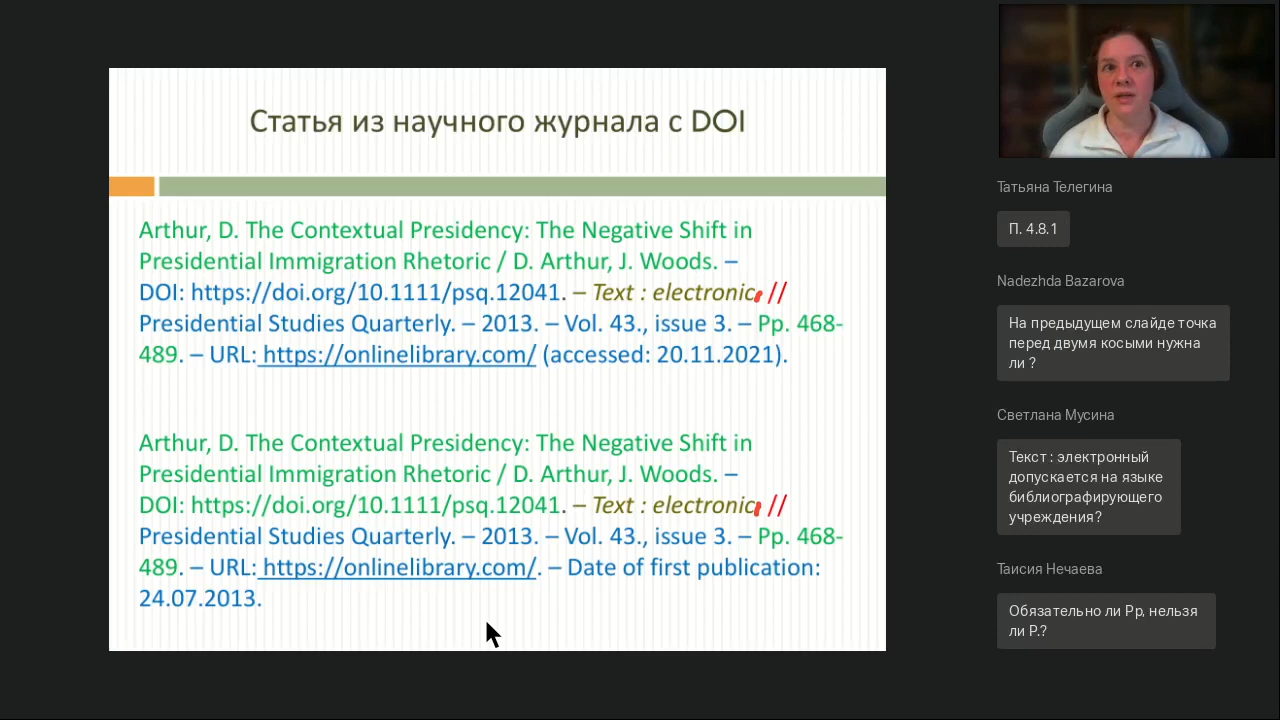 Статья из научного журнала с DOI
Arthur, D. The Contextual Presidency: The Negative Shift in
Presidential Immigration Rhetoric / D. Arthur, J. Woods. –
DOI: https://doi.org/10.1111/psq.12041. – Text : electronic //
Presidential Studies Quarterly. – 2013. – Vol. 43., issue 3. – Pp. 468-
489. – URL: https://onlinelibrary.com/ (accessed: 20.11.2021).
Arthur, D. The Contextual Presidency: The Negative Shift in
Presidential Immigration Rhetoric / D. Arthur, J. Woods. –
DOI: https://doi.org/10.1111/psq.12041. – Text : electronic //
Presidential Studies Quarterly. – 2013. – Vol. 43., issue 3. – Pp. 468-
489. – URL: https://onlinelibrary.com/. – Date of first publication:
24.07.2013.
Татьяна Телегина
П. 4.8.1
Nadezhda Bazarova
На предыдущем слайде точка
перед двумя косыми нужна
ли ?
Светлана Мусина
Текст : электронный
допускается на языке
библиографирующего
учреждения?
Таисия Нечаева
Обязательно ли Рр, нельзя
ли Р.?